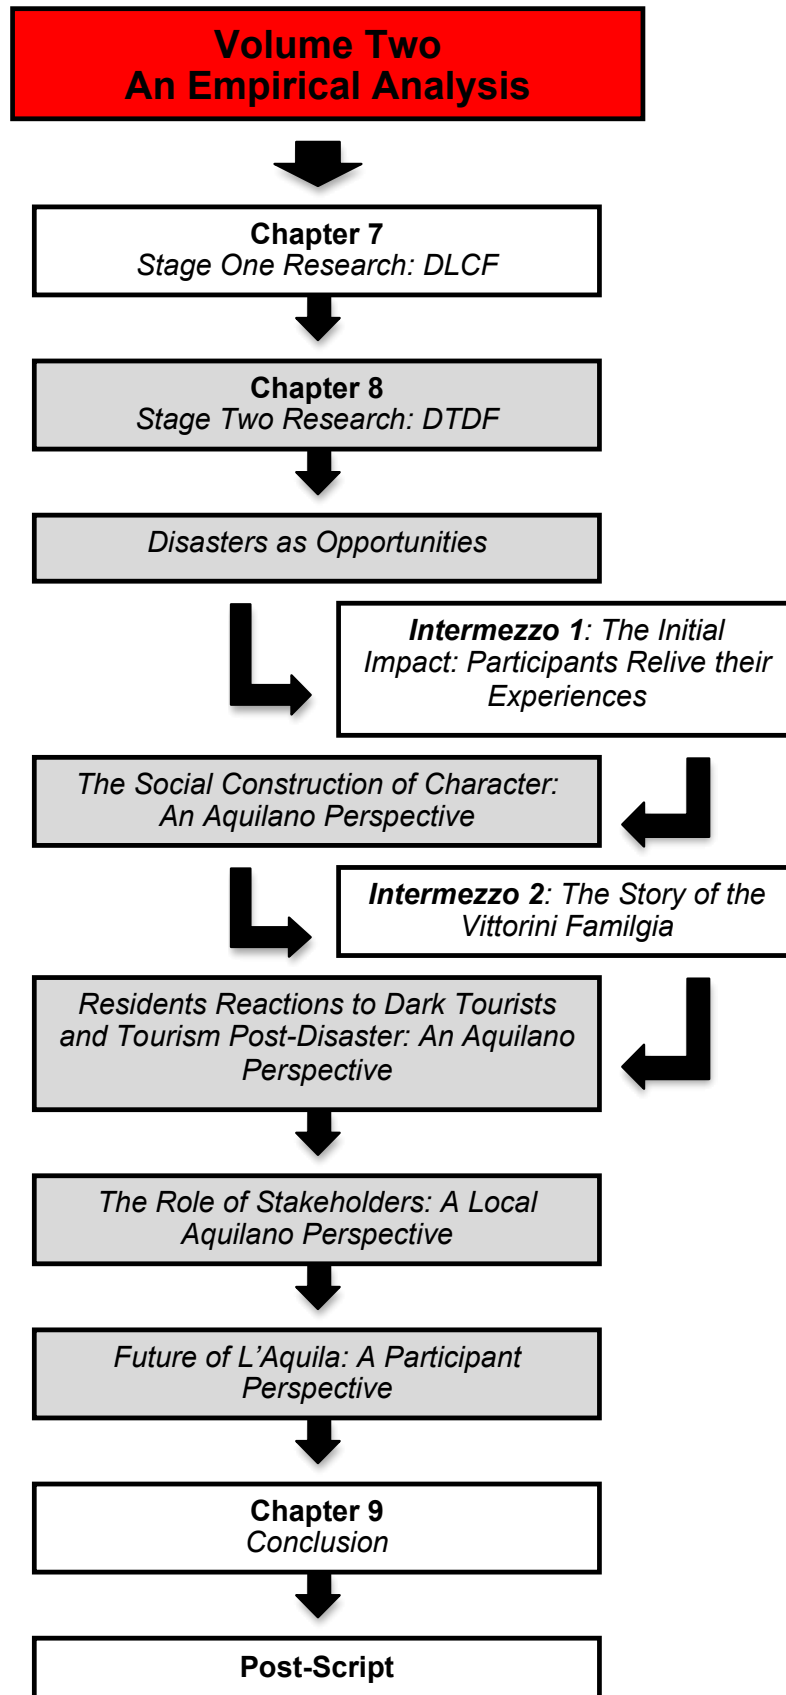 Volume Two
An Empirical Analysis
Chapter 7
Stage One Research: DLCF
Chapter 8
Stage Two Research: DTDF
Disasters as Opportunities
Intermezzo 1: The Initial
Impact: Participants Relive their
Experiences
The Social Construction of Character:
An Aquilano Perspective
Intermezzo 2: The Story of the
Vittorini Familgia
Residents Reactions to Dark Tourists
and Tourism Post-Disaster: An Aquilano
Perspective
The Role of Stakeholders: A Local
Aquilano Perspective
Future of L’Aquila: A Participant
Perspective
Chapter 9
Conclusion
Post-Script